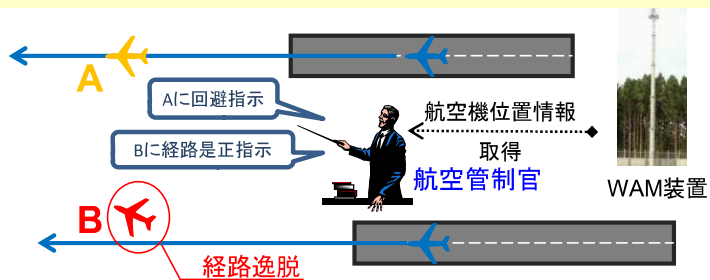 A
Aに回避指示
Bに経路是正指示
航空機位置情報
取得
航空管制官
WAM装置
B
経路逸脱